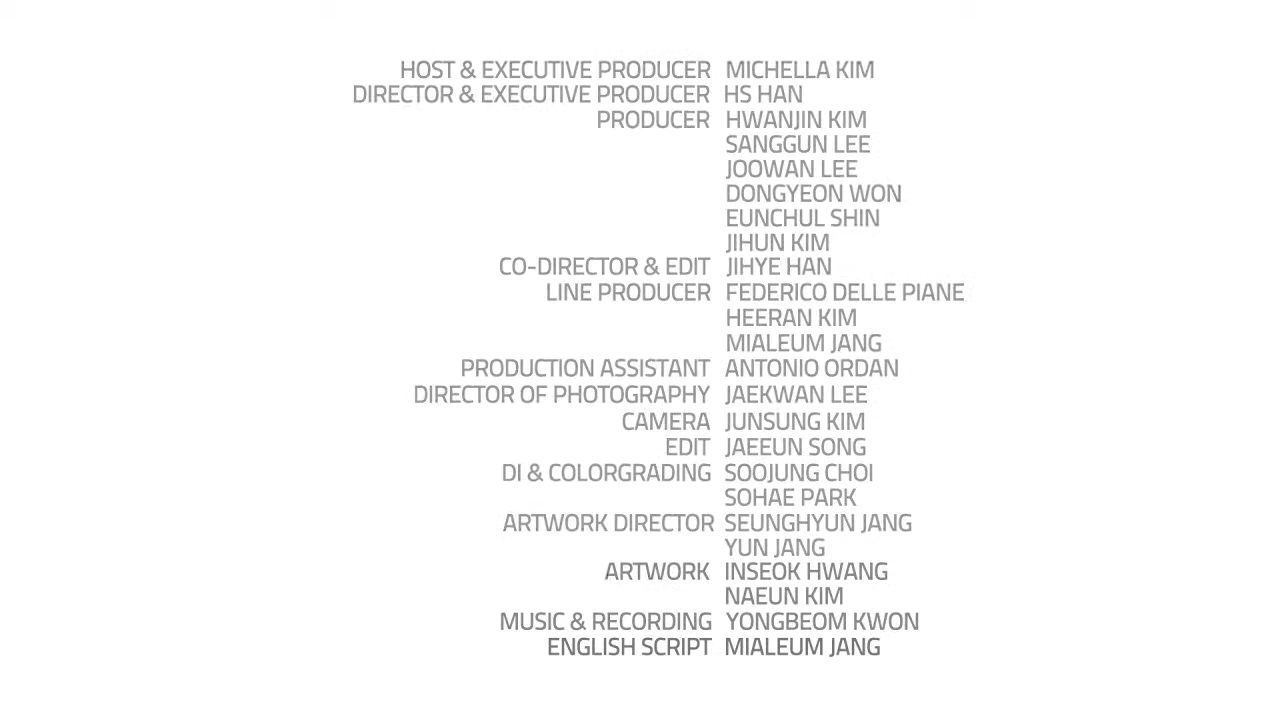 HOST & EXECUTIVE PRODUCER MICHELLA KIM
DIRECTOR & EXECUTIVE PRODUCER HS HAN
PRODUCER HWANJIN KIM
SANGGUN LEE
JOOWAN LEE
DONGYEON WON
EUNCHUL SHIN
JIHUN KIM
CO-DIRECTOR & EDIT JIHYE HAN
LINE PRODUCER FEDERICO DELLE PIANE
HEERAN KIM
MIALEUM JANG
PRODUCTION ASSISTANT ANTONIO ORDAN
DIRECTOR OF PHOTOGRAPHY JAEKWAN LEE
CAMERA JUNSUNG KIM
EDIT JAEEUN SONG
DI & COLORGRADING SOOJUNG CHOI
SOHAE PARK
ARTWORK DIRECTOR SEUNGHYUN JANG
YUN JANG
ARTWORK INSEOK HWANG
NAEUN KIM
MUSIC & RECORDING YONGBEOM KWON
ENGLISH SCRIPT MIALEUM JANG